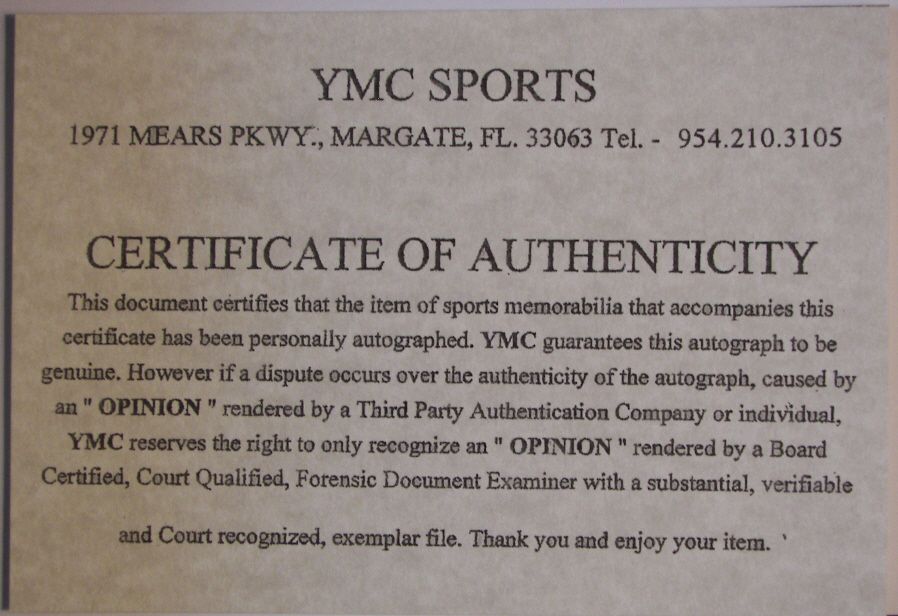 YMC SPORTS
1971 MEARS PKWY., MARGATE, FL. 33063 Tel. - 954.210.3105
CERTIFICATE OF AUTHENTICITY
This document certifies that the item of sports memorabilia that accompanies this
certificate has been personally autographed. YMC guarantees this autograph to be
genuine. However if a dispute occurs over the authenticity of the autograph, caused by
an " OPINION " rendered by a Third Party Authentication Company or individual,
YMC reserves the right to only recognize an " OPINION " rendered by a Board
Certified, Court Qualified, Forensic Document Examiner with a substantial, verifiable
and Court recognized, exemplar file. Thank you and enjoy your item.